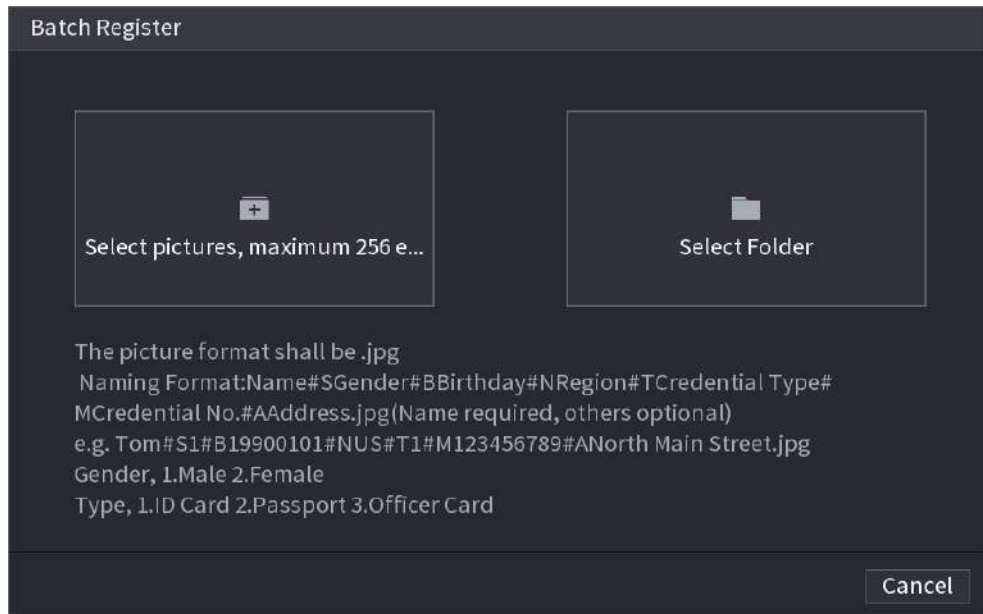 Batch Register
Select pictures, maximum 256 e...
Select Folder
The picture format shall be .jpg
Naming Format:Name#SGender#BBirthday#NRegion#TCredential Type#
MCredential No.#AAddress.jpg(Name required, others optional)
e.g. Tom#S1#B19900101#NUS#T1#M123456789#ANorth Main Street.jpg
Gender, 1.Male 2.Female
Type, 1.ID Card 2.Passport 3.Officer Card
Cancel